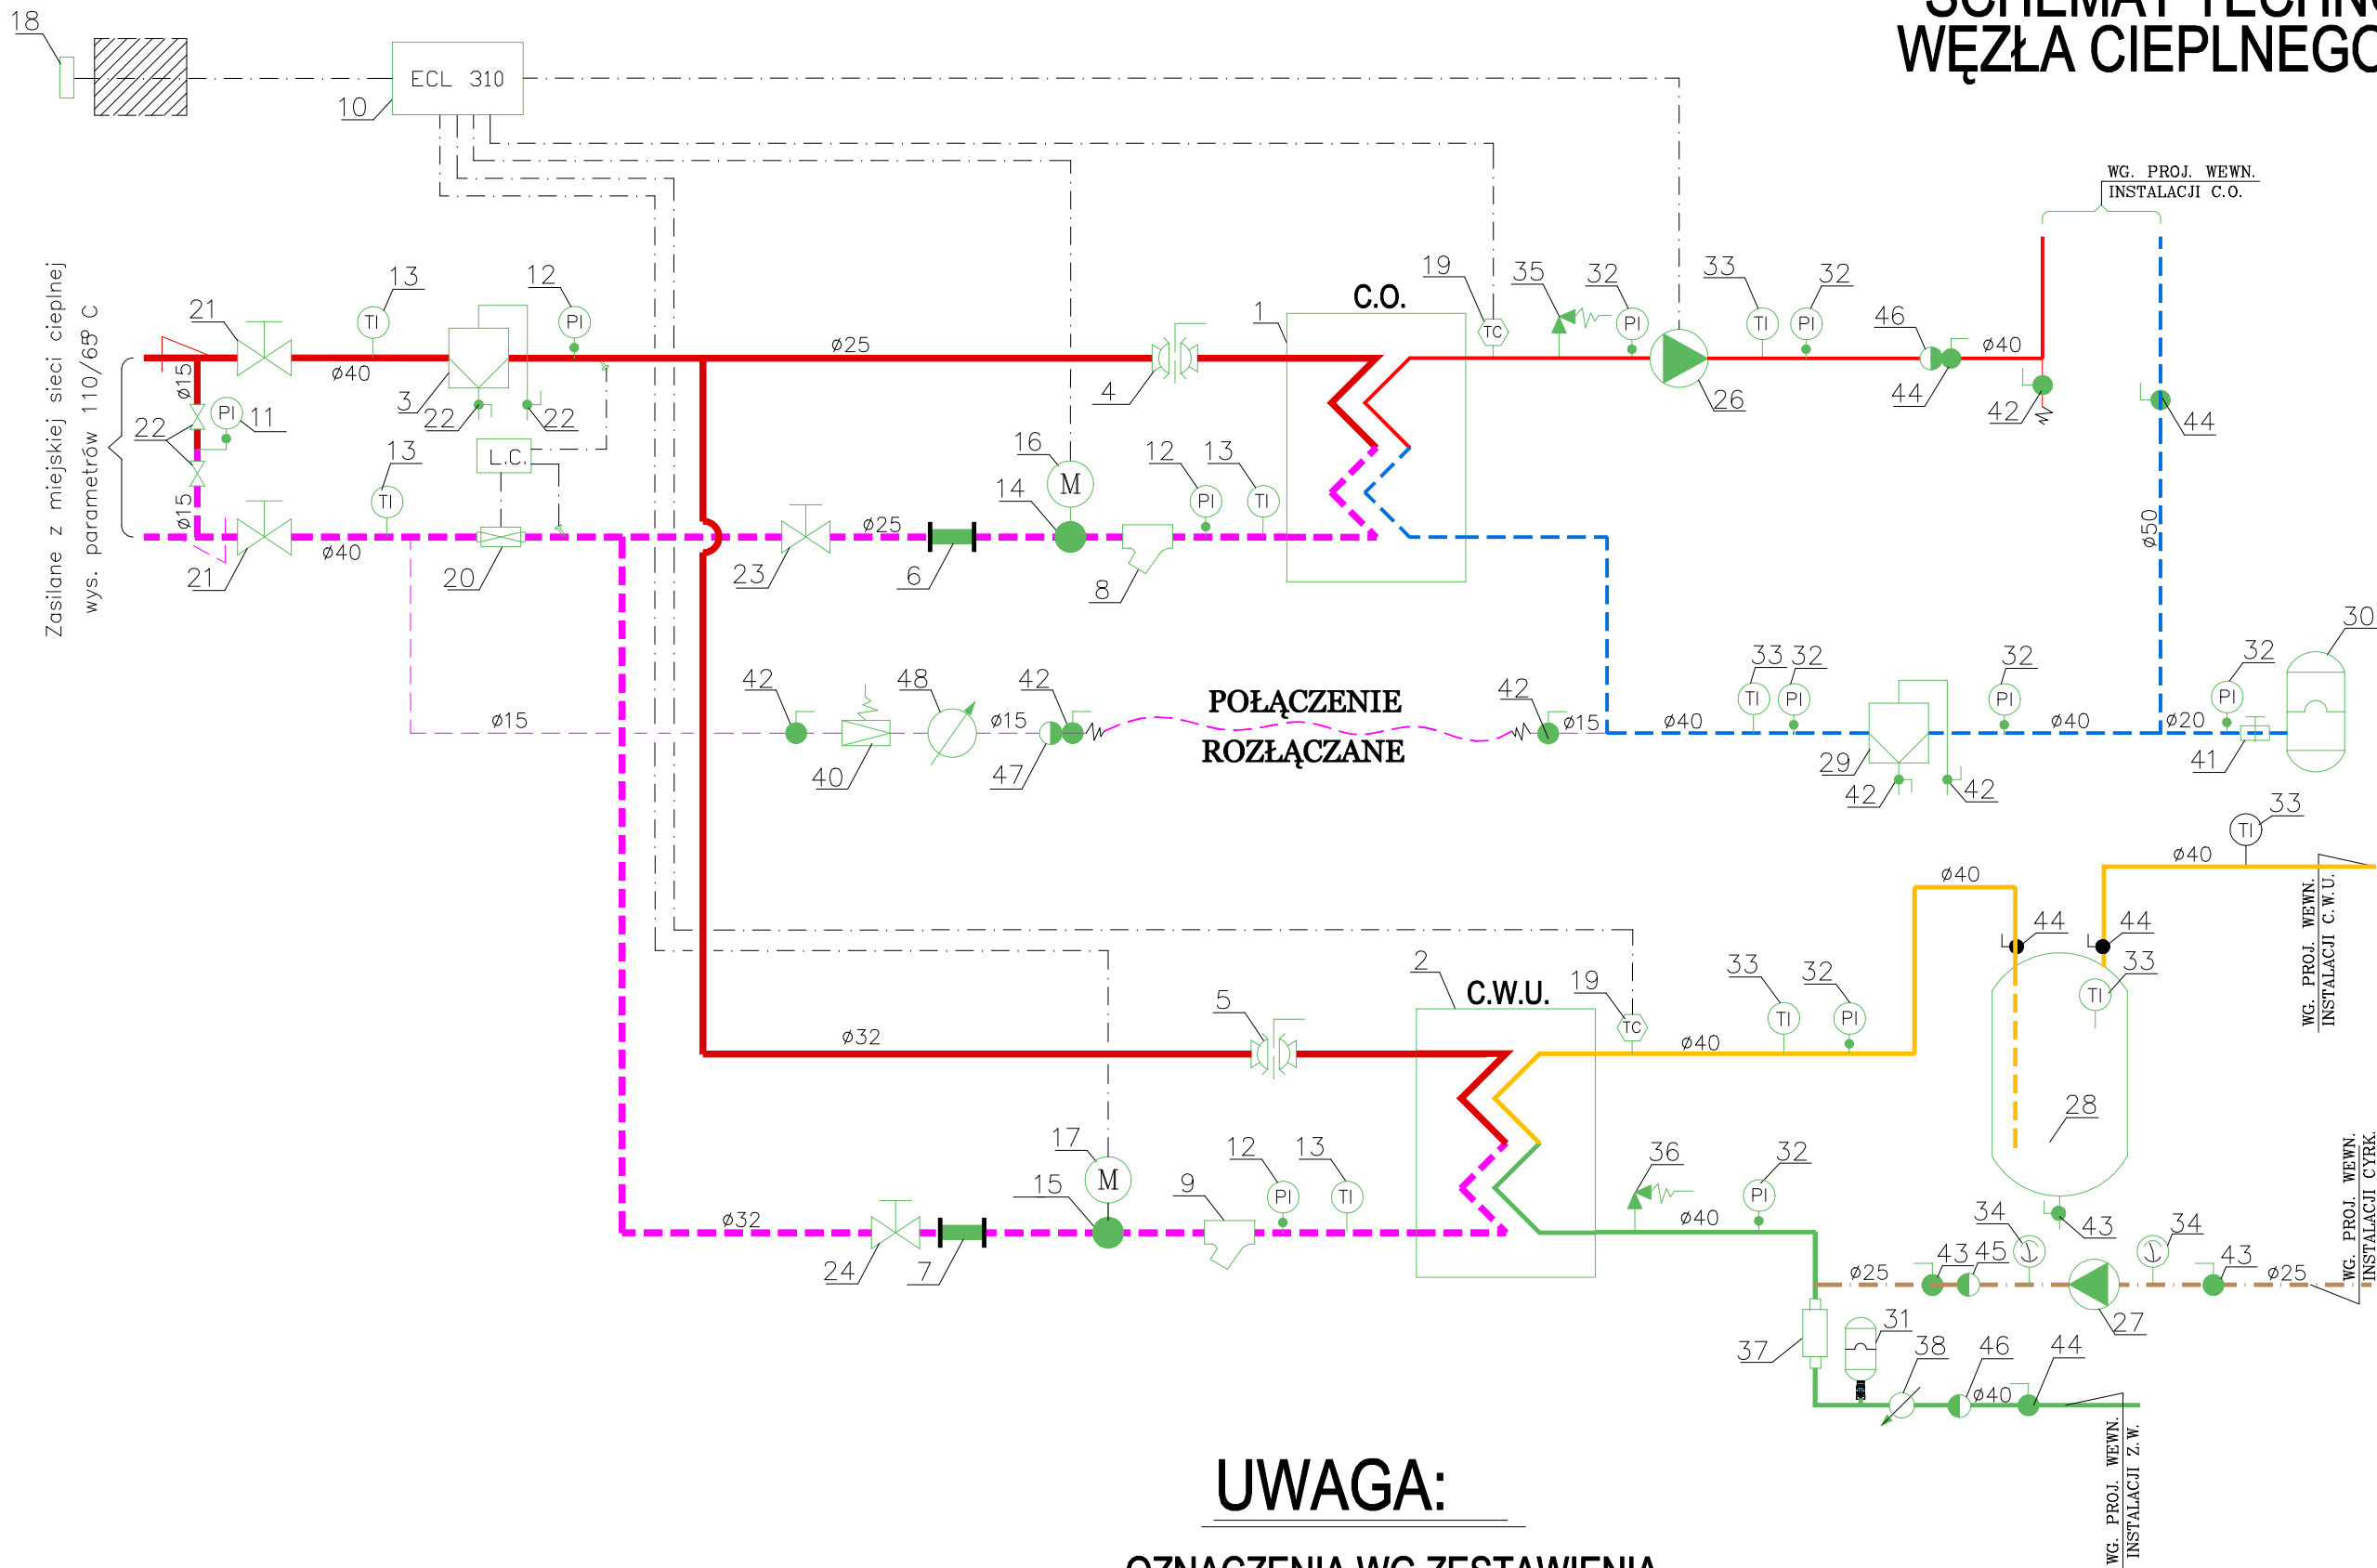 WĘZŁA CIEPLNEGO
18
ECL 310
10
WG. PROJ. WEWN.
INSTALACJI C.O.
Zasilane z miejskiej sieci cieplnej
wys. parametrów 110/65° C
21
13
12
19
35
32
33
32
1
C.O.
TI
PI
TC
PI
TI
PI
46
ø25
ø40
ø40
ø15
3
4
26
44
42
44
PI
11
22
22
22
L.C.
13
16
12
13
TI
M
14
PI
TI
ø15
ø40
ø25
ø50
21
20
23
6
8
30
42
48
42
POŁĄCZENIE
42
33
32
32
32
TI
PI
PI
PI
ø15
ø15
ø15
ø40
ø40
ø20
ROZŁĄCZANE
40
47
29
41
42
42
33
TI
ø40
ø40
WG. PROJ. WEWN.
INSTALACJI C.W.U.
44
44
2
C.W.U.
19
33
32
33
5
TC
TI
PI
TI
ø32
ø40
28
17
12
13
36
32
M
15
9
PI
TI
PI
ø32
ø40
24
7
34
43
34
43
45
43
ø25
ø25
WG. PROJ. WEWN.
INSTALACJI CYRK.
27
31
37
38
46
44
ø40
WG. PROJ. WEWN.
INSTALACJI Z.W.
UWAGA:
OZNACZENIA WG ZESTAWIENIA